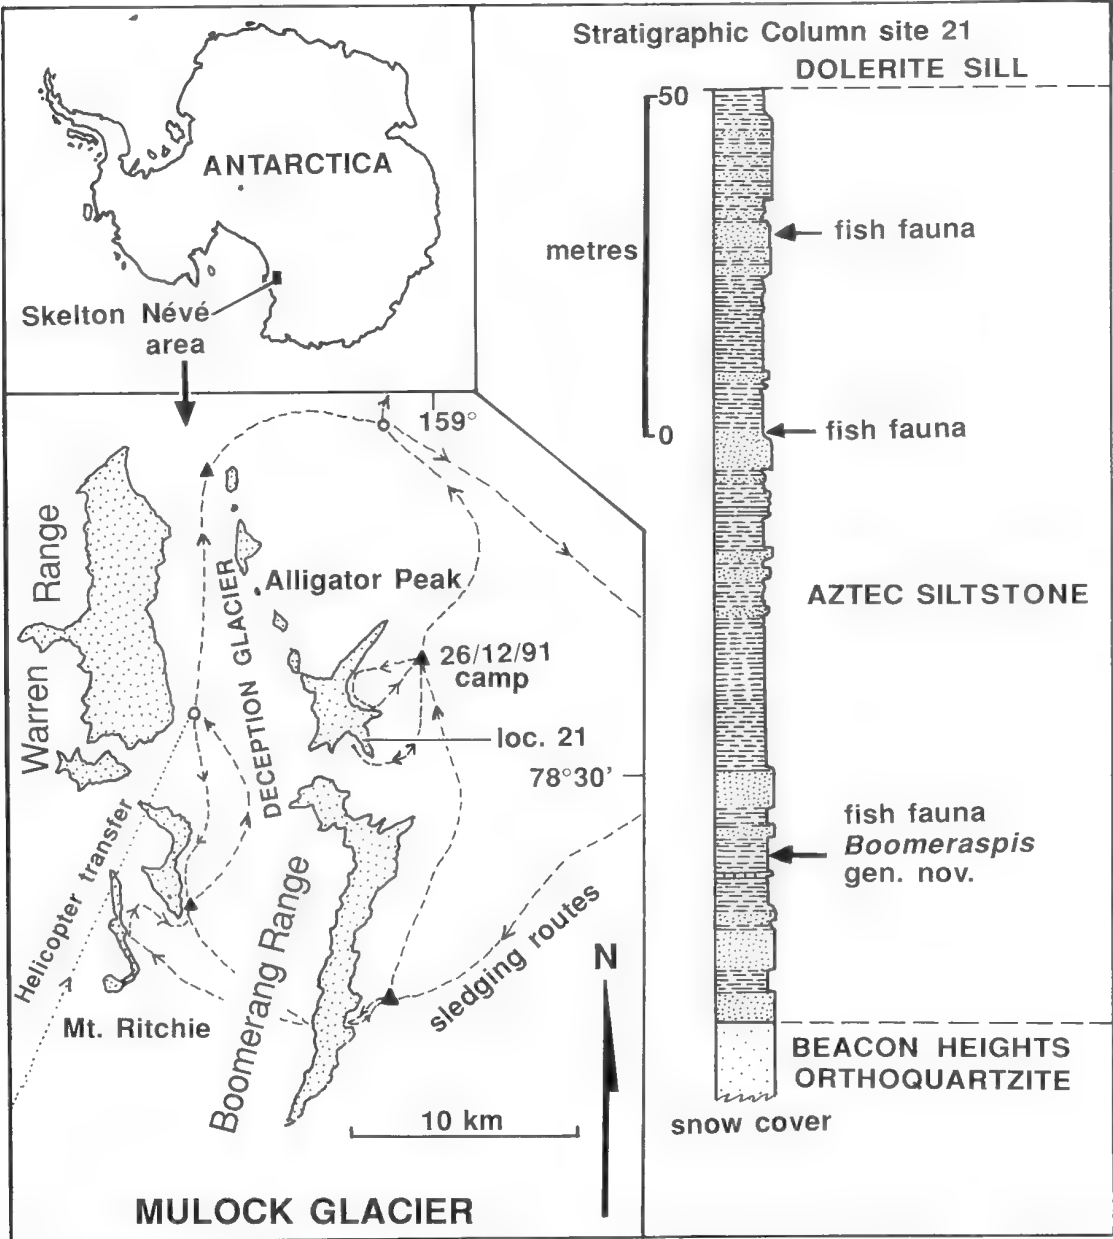 ANTARCTICA
Skelton Névé
area
Stratigraphic Column site 21
DOLERITE SILL
50
metres
0
fish fauna
fish fauna
AZTEC SILTSTONE
fish fauna
Boomeraspis
gen. nov.
BEACON HEIGHTS
ORTHOQUARTZITE
snow cover
159°
Warren Range
DECEPTION GLACIER
Alligator Peak
26/12/91
camp
loc. 21
78°30'
Helicopter transfer
Mt. Ritchie
Boomerang Range
sledging routes
N
10 km
MULOCK GLACIER